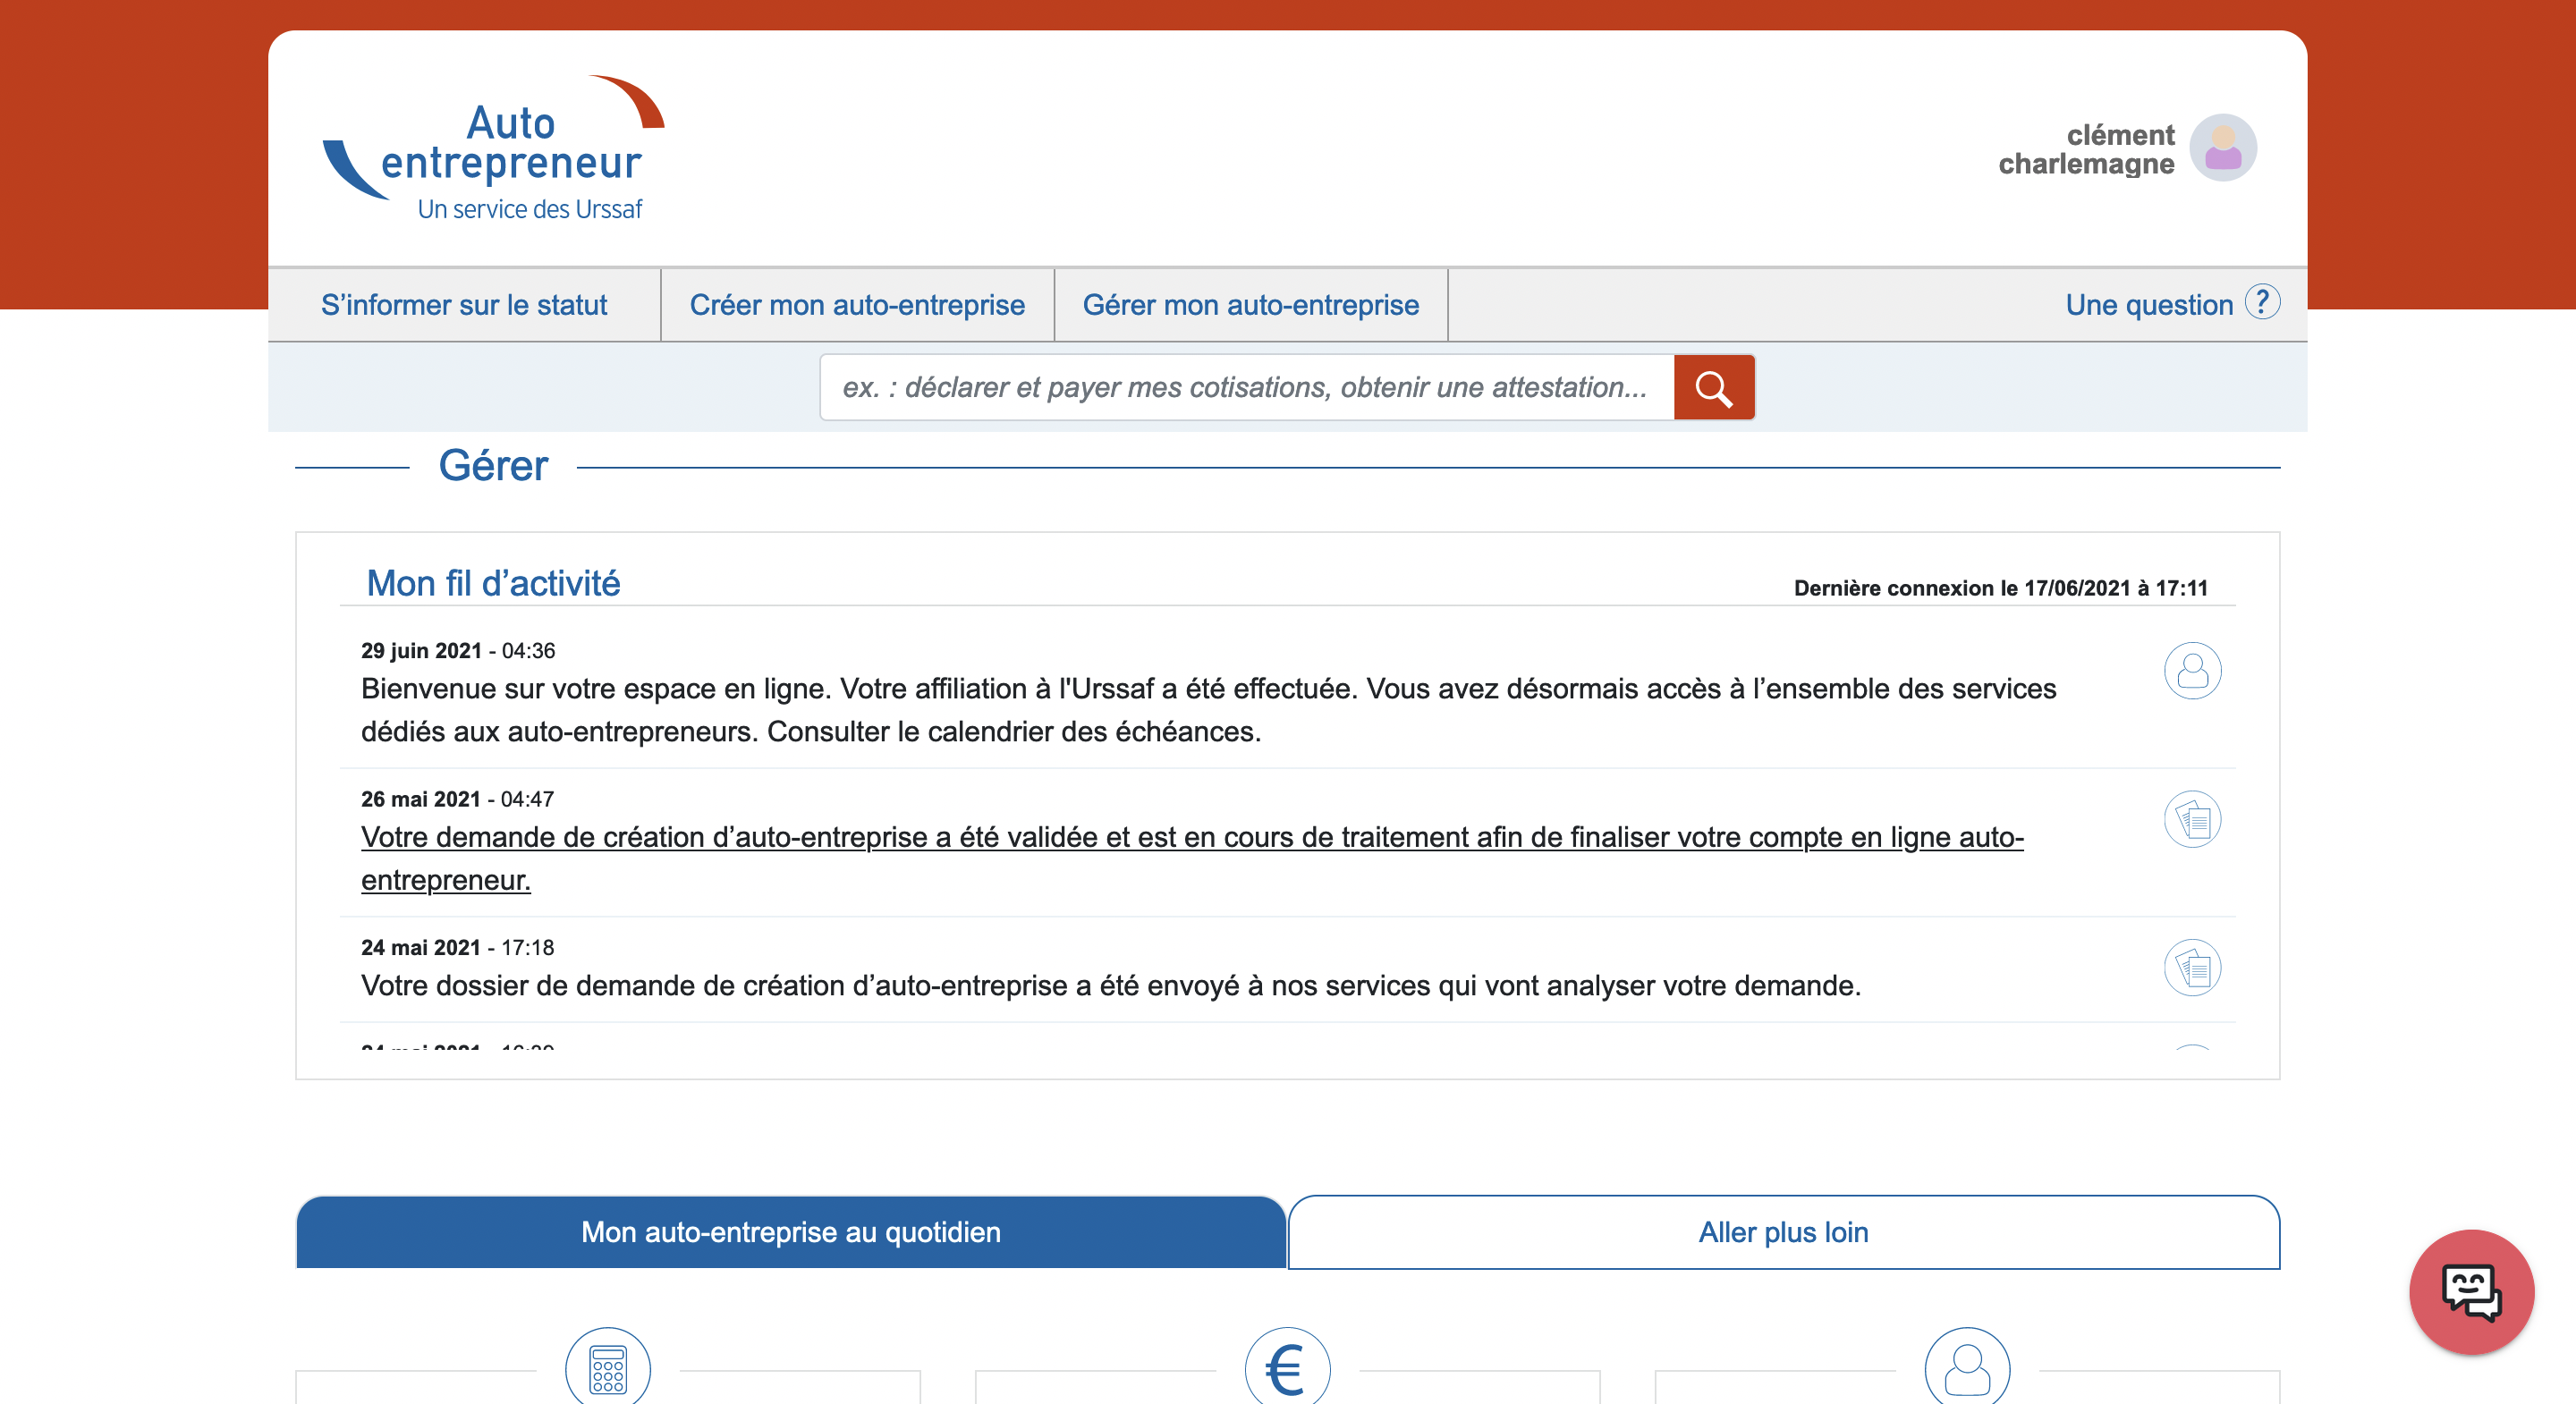 Auto
entrepreneur
Un service des Urssaf
clément
charlemagne
S’informer sur le statut
Créer mon auto-entreprise
Gérer mon auto-entreprise
Une question ?
ex. : déclarer et payer mes cotisations, obtenir une attestation...
Gérer
Mon fil d’activité
Dernière connexion le 17/06/2021 à 17:11
29 juin 2021 - 04:36
Bienvenue sur votre espace en ligne. Votre affiliation à l'Urssaf a été effectuée. Vous avez désormais accès à l’ensemble des services
dédiés aux auto-entrepreneurs. Consulter le calendrier des échéances.
26 mai 2021 - 04:47
Votre demande de création d’auto-entreprise a été validée et est en cours de traitement afin de finaliser votre compte en ligne auto-
entrepreneur.
24 mai 2021 - 17:18
Votre dossier de demande de création d’auto-entreprise a été envoyé à nos services qui vont analyser votre demande.
Mon auto-entreprise au quotidien
Aller plus loin
€